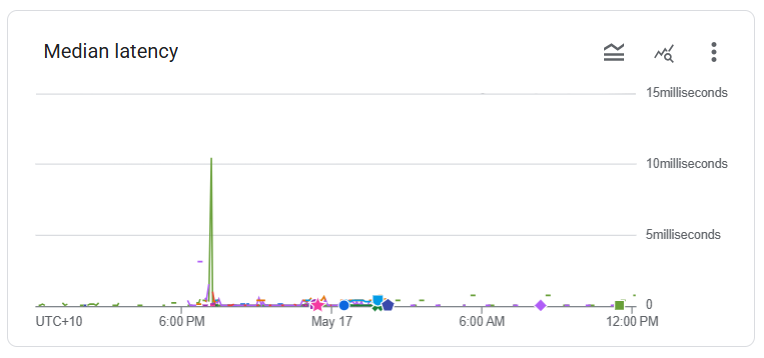 Median latency
15milliseconds
10milliseconds
5milliseconds
0
UTC+10 6:00 PM May 17 6:00 AM 12:00 PM